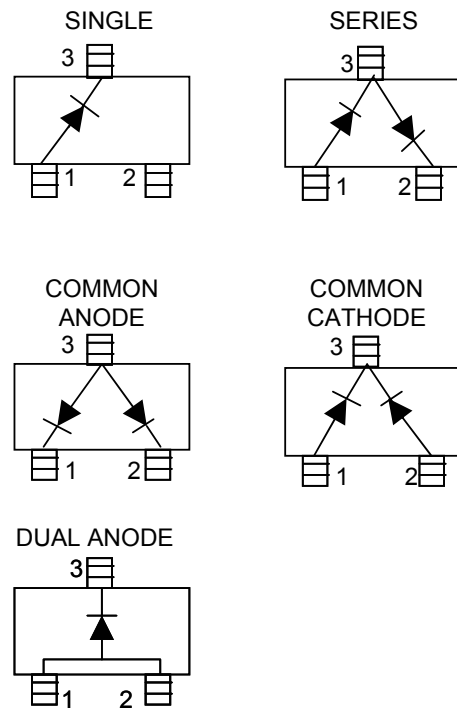 SINGLE
3
1 2
SERIES
3
1 2
COMMON
ANODE
3
1 2
COMMON
CATHODE
3
1 2
DUAL ANODE
3
1 2